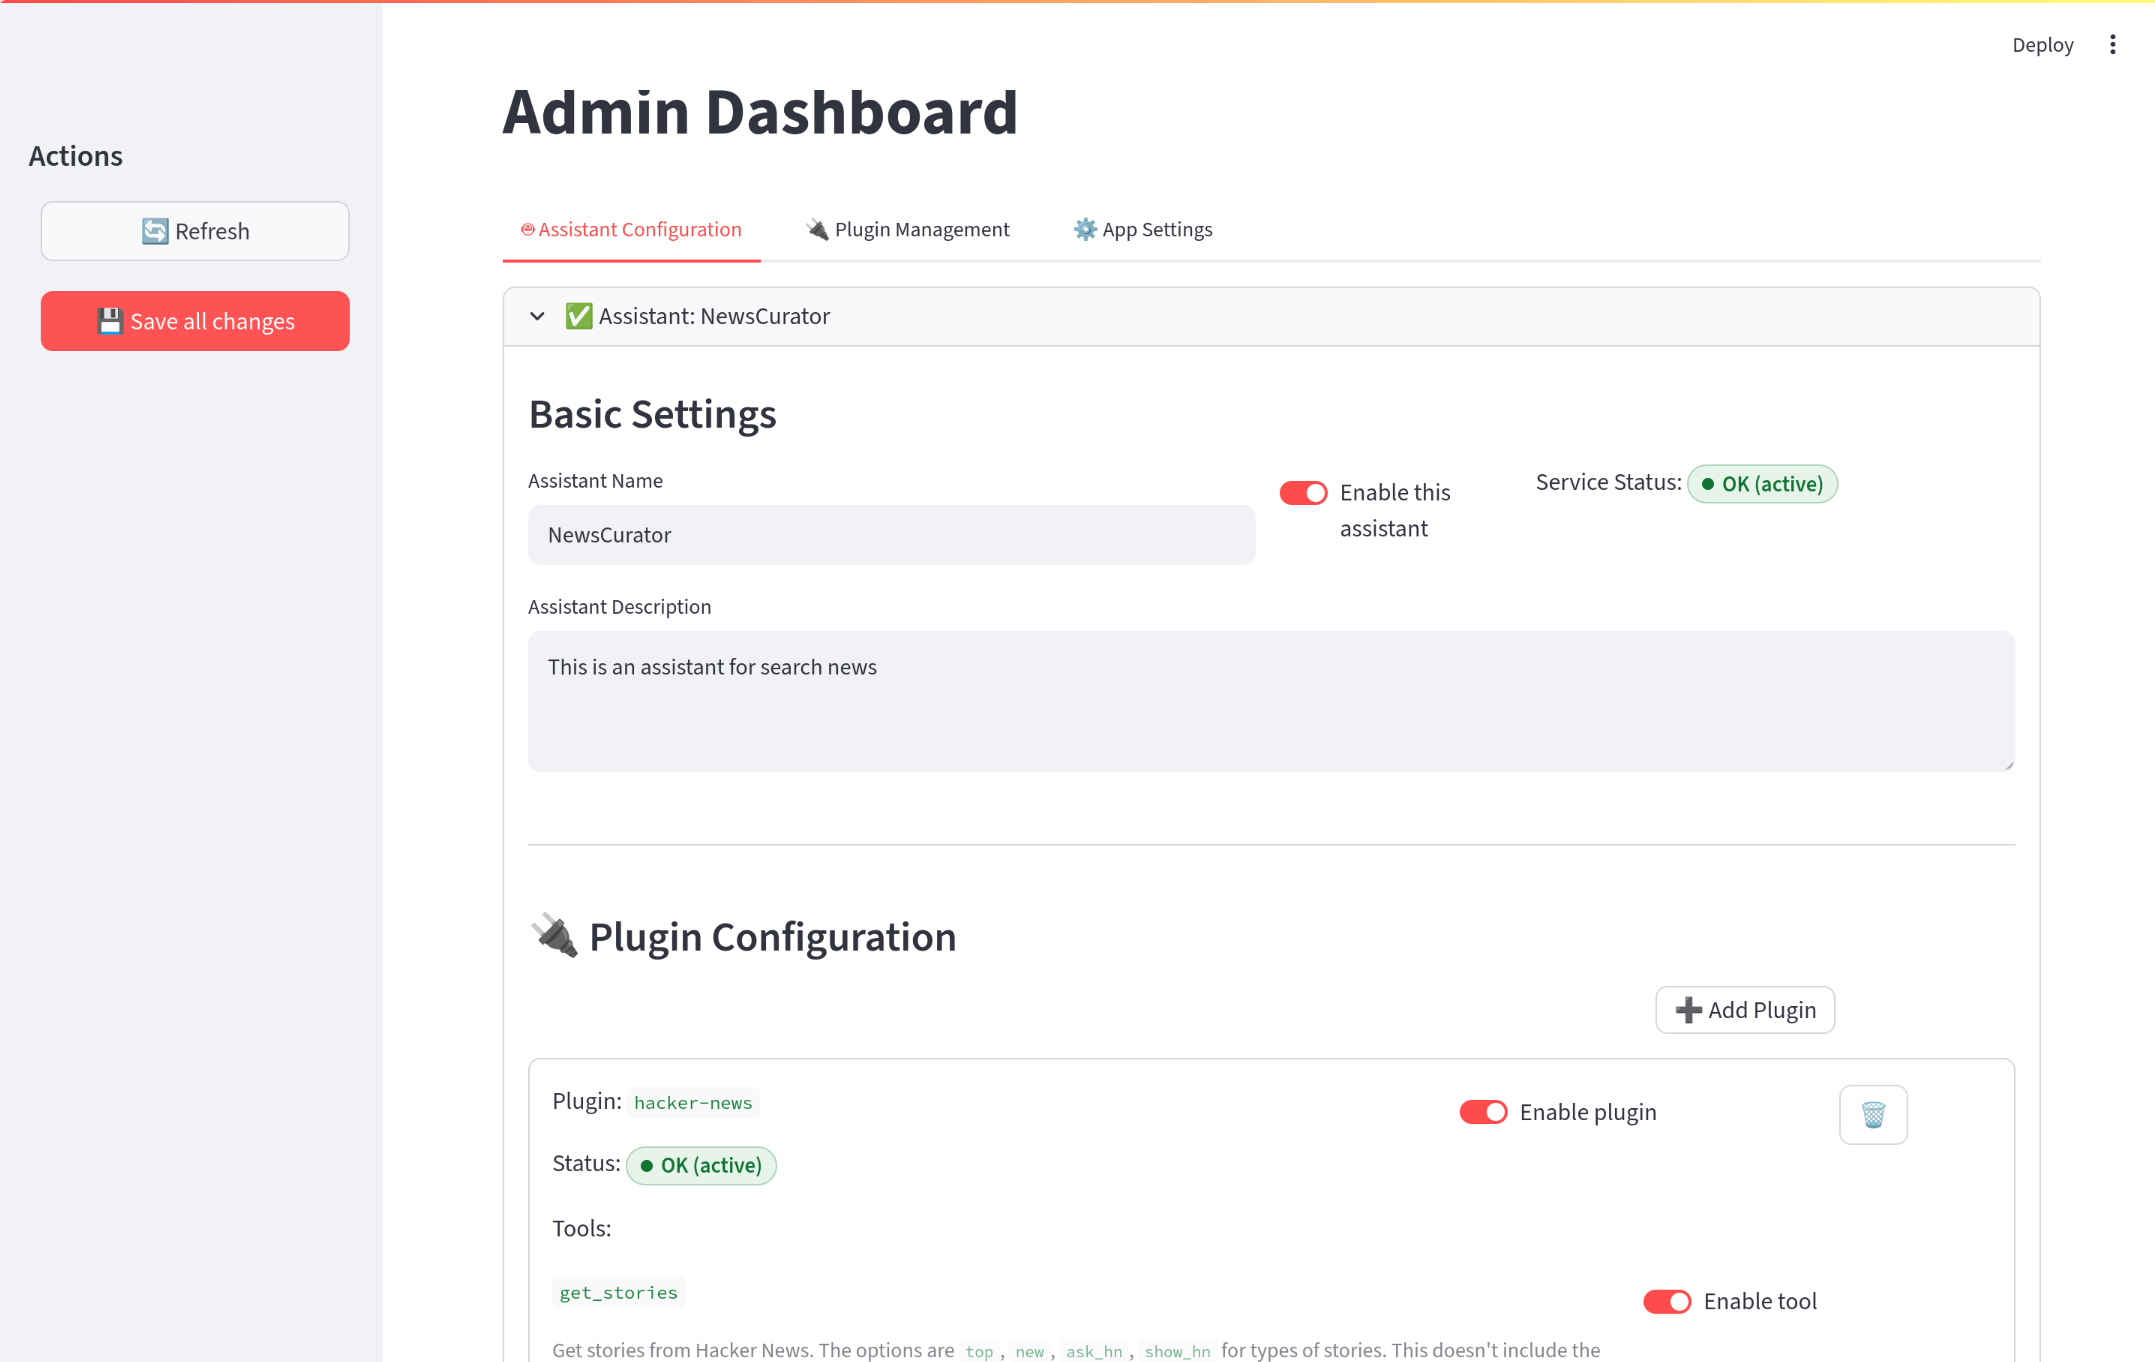 Deploy
Actions
Refresh
Save all changes
Admin Dashboard
Assistant Configuration
Plugin Management
App Settings
Assistant: NewsCurator
Basic Settings
Assistant Name
NewsCurator
Enable this
assistant
Service Status: OK (active)
Assistant Description
This is an assistant for search news
Plugin Configuration
Add Plugin
Plugin: hacker-news
Enable plugin
Status: OK (active)
Tools:
get_stories
Enable tool
Get stories from Hacker News. The options are top, new, ask_hn, show_hn for types of stories. This doesn't include the